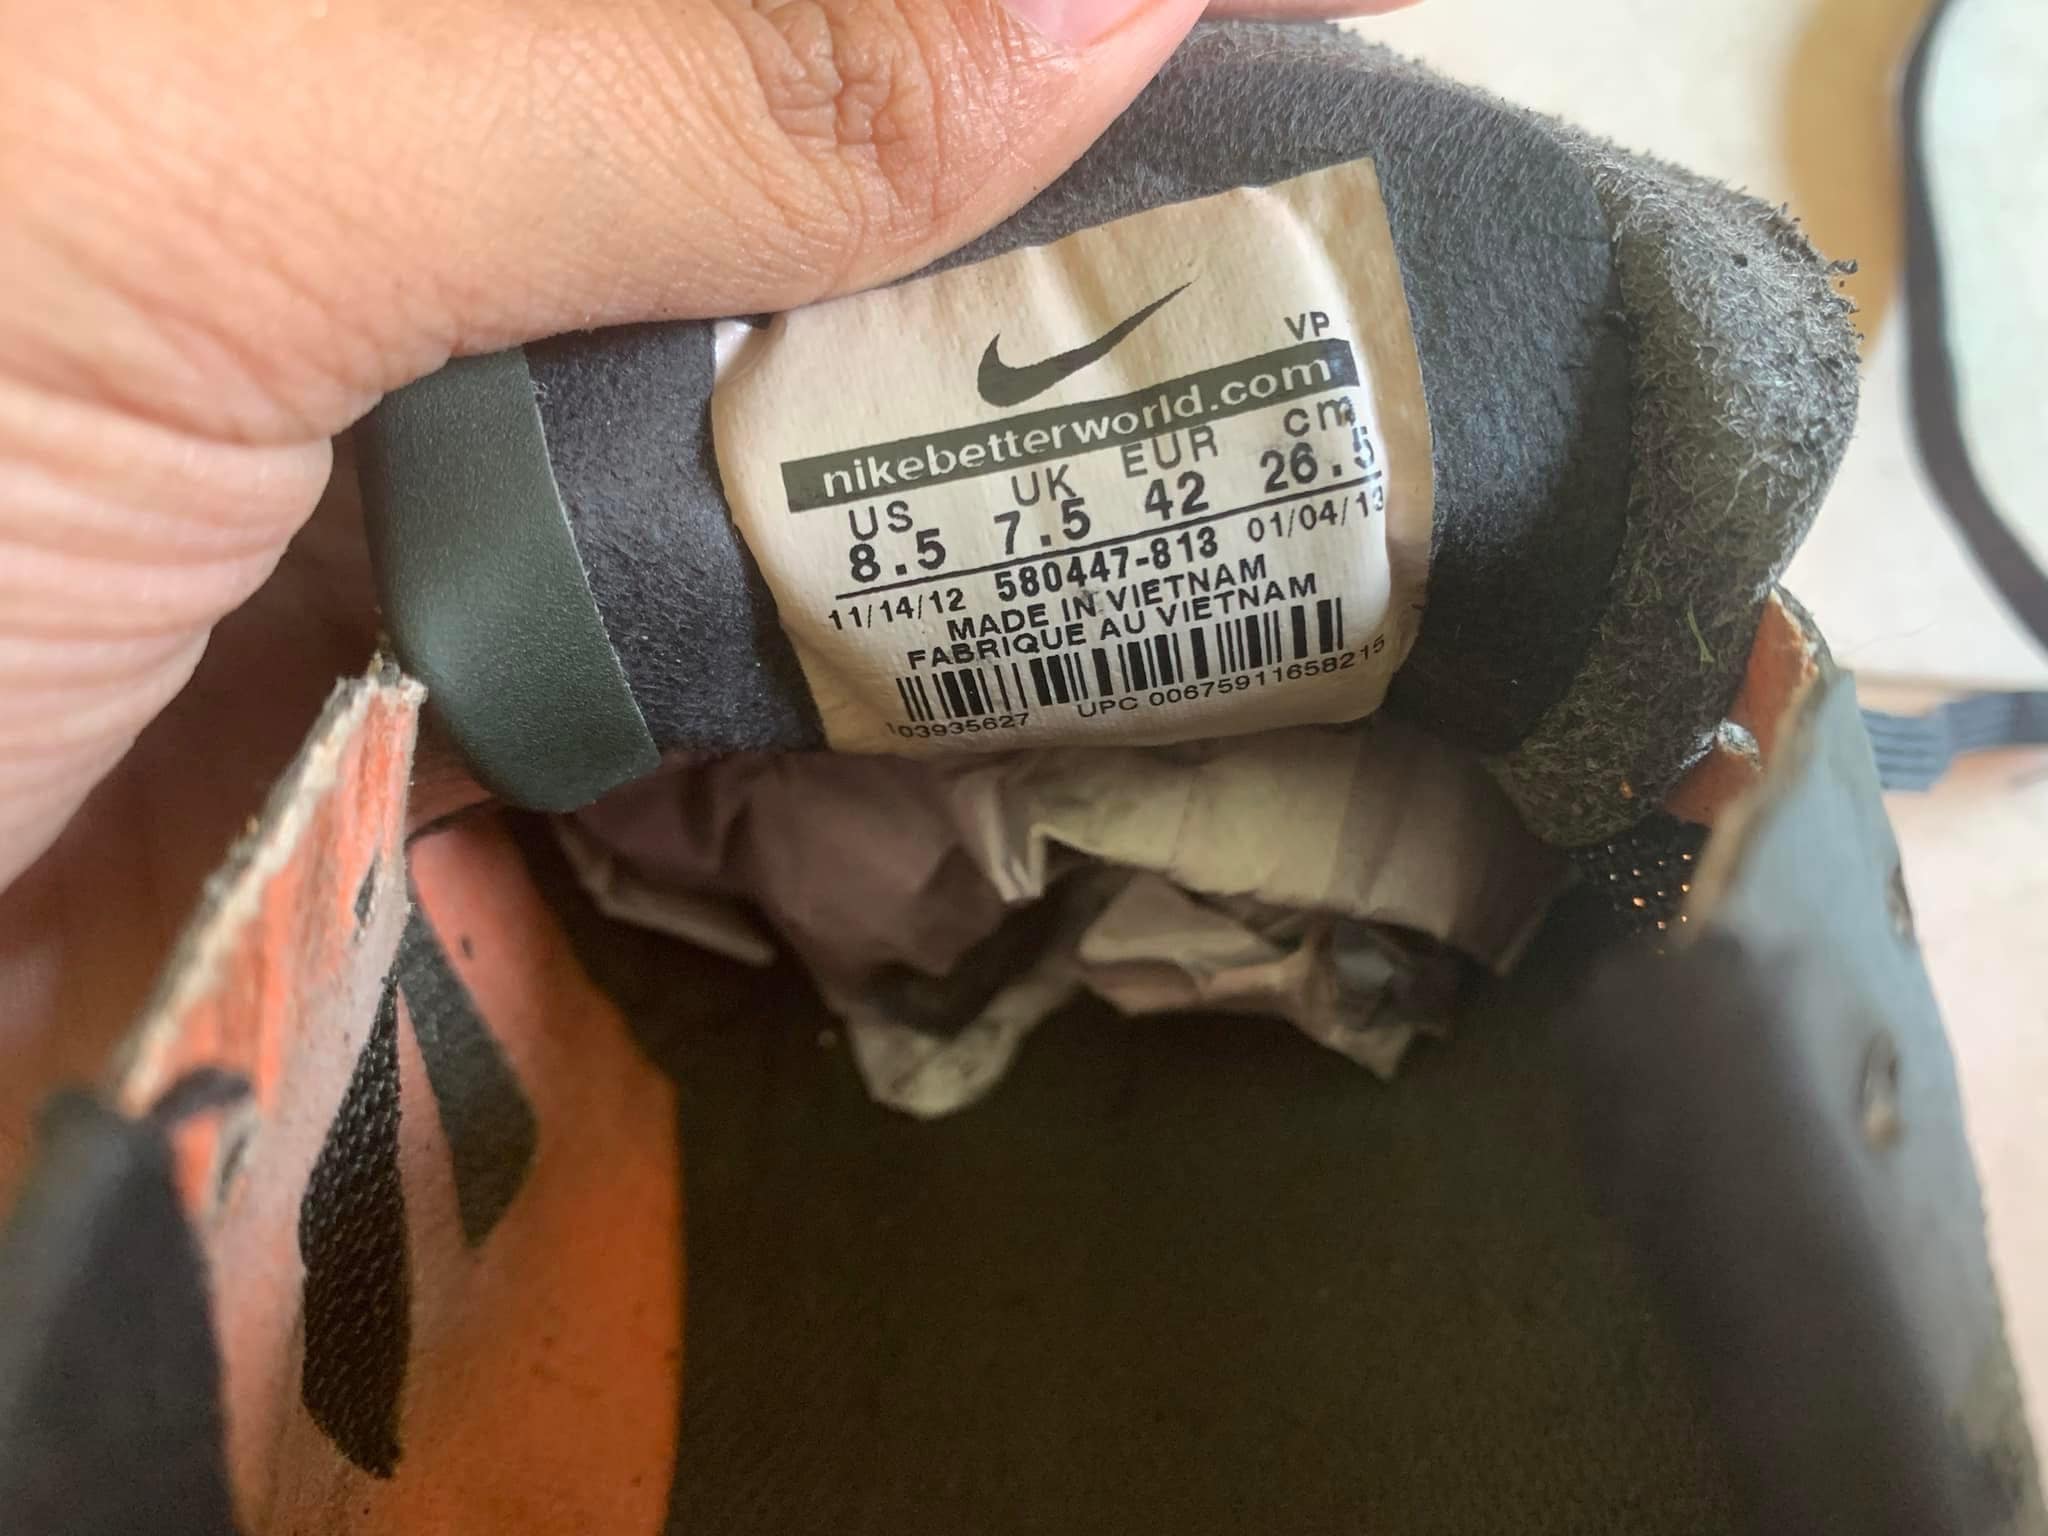 VP
nikebetterworld.com
US UK EUR cm
8.5 7.5 42 26.5
11/14/12 580447-813 01/04/13
MADE IN VIETNAM
FABRIQUE AU VIETNAM
103935627 UPC 00675911658215